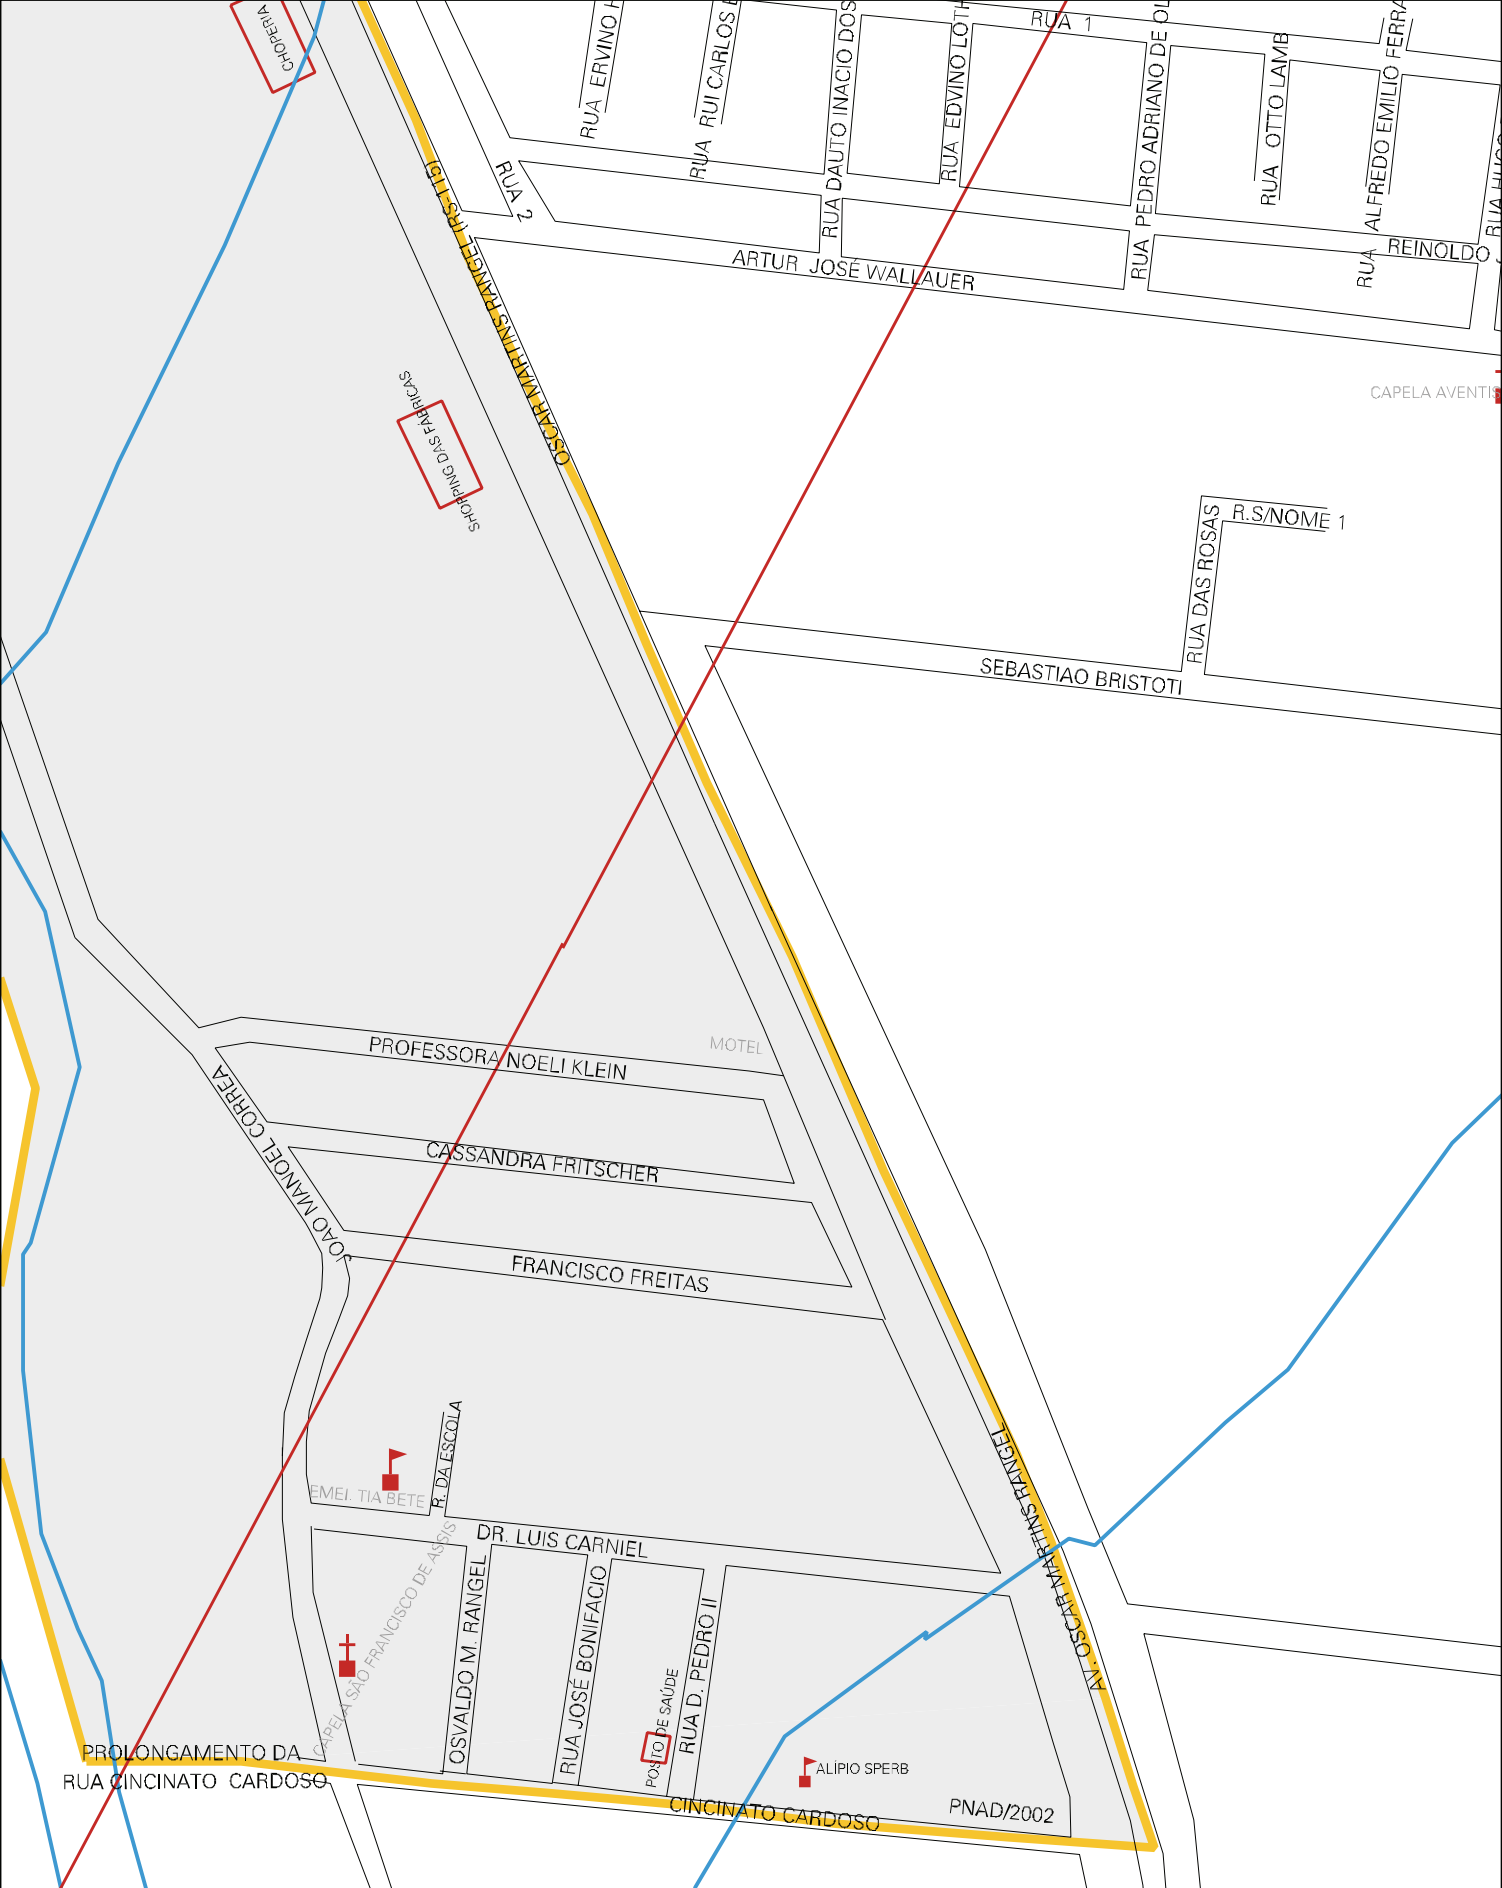 CHOPERIA
RUA ERVINO
RUA RUI CARLOS
RUA DAUTO INACIO DOS
RUA EDVINO LOTH
RUA 1
RUA PEDRO ADRIANO DE OL
RUA OTTO LAMB
RUA ALFREDO EMILIO FERRA
RUA
REINOLDO
RUA 2
ARTUR JOSÉ WALLAUER
OSCAR MARTINS RANGEL (RS-115)
SHOPPING DAS FÁBRICAS
CAPELA AVENTIS
R.S/NOME 1
RUA DAS ROSAS
SEBASTIAO BRISTOTI
MOTEL
PROFESSORA NOELI KLEIN
JOAO MANOEL CORREA
CASSANDRA FRITSCHER
FRANCISCO FREITAS
R. DA ESCOLA
EMEI. TIA BETE
AV. OSCAR MARTINS RANGEL
DR. LUIS CARNIEL
CAPELA SÃO FRANCISCO DE ASSIS
OSVALDO M. RANGEL
RUA JOSÉ BONIFACIO
POSTO DE SAÚDE
RUA D. PEDRO II
ALÍPIO SPERB
PROLONGAMENTO DA
RUA CINCINATO CARDOSO
CINCINATO CARDOSO
PNAD/2002